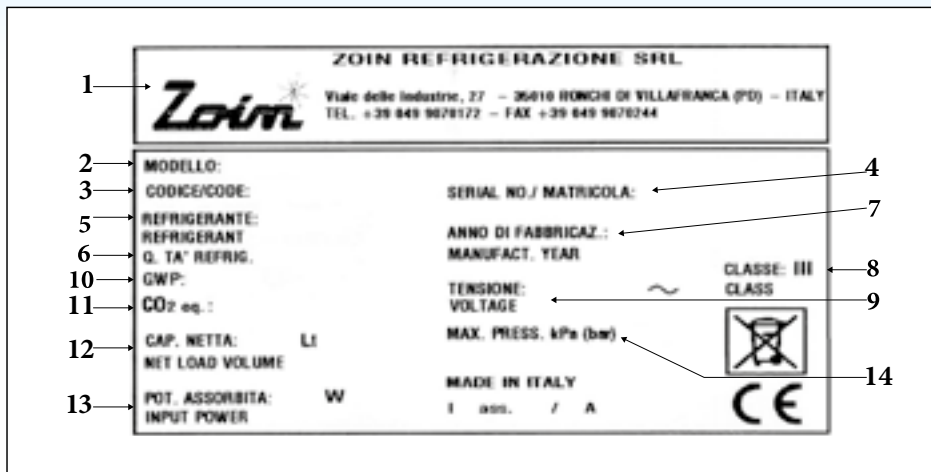 ZOIN REFRIGERAZIONE SRL
1
Zoin
Viale delle Industrie, 27 - 35010 RONCHI DI VILLAFRANCA (PD) - ITALY
TEL. +39 049 9070172 - FAX +39 049 9070244
2
MODELLO:
3
CODICE/CODE:
SERIAL NO./ MATRICOLA:
4
5
REFRIGERANTE:
REFRIGERANT
ANNO DI FABBRICAZ.:
MANUFACT. YEAR
7
6
Q. TA' REFRIG.
10
GWP:
CLASSE: III
CLASS
8
11
CO2 eq.:
TENSIONE: ~
VOLTAGE
9
12
CAP. NETTA: Lt
NET LOAD VOLUME
MAX. PRESS. kPa (bar)
14
13
POT. ASSORBITA: W
INPUT POWER
MADE IN ITALY
I ass. / A
CE